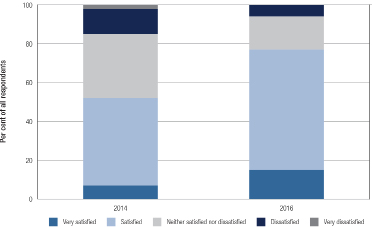 100
80
60
40
20
0
Per cent of all respondents
2014
2016
Very satisfied
Satisfied
Neither satisfied nor dissatisfied
Dissatisfied
Very dissatisfied